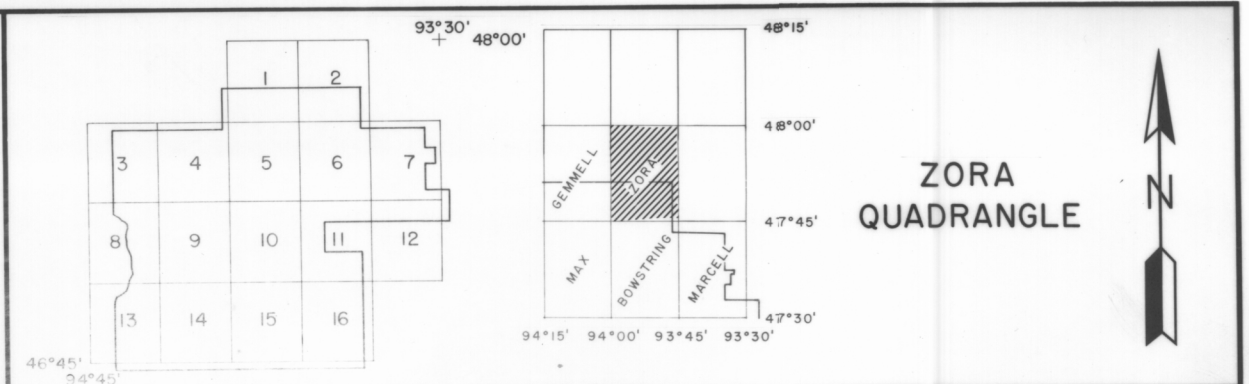 93°30'
48°00'
1 2
3 4 5 6 7
8 9 10 11 12
13 14 15 16
46°45'
94°45'
48°15'
48°00'
47°45'
47°30'
GEMMELL
ZORA
MAX
BOWSTRING
MARCELL
94°15' 94°00' 93°45' 93°30'
ZORA
QUADRANGLE
N